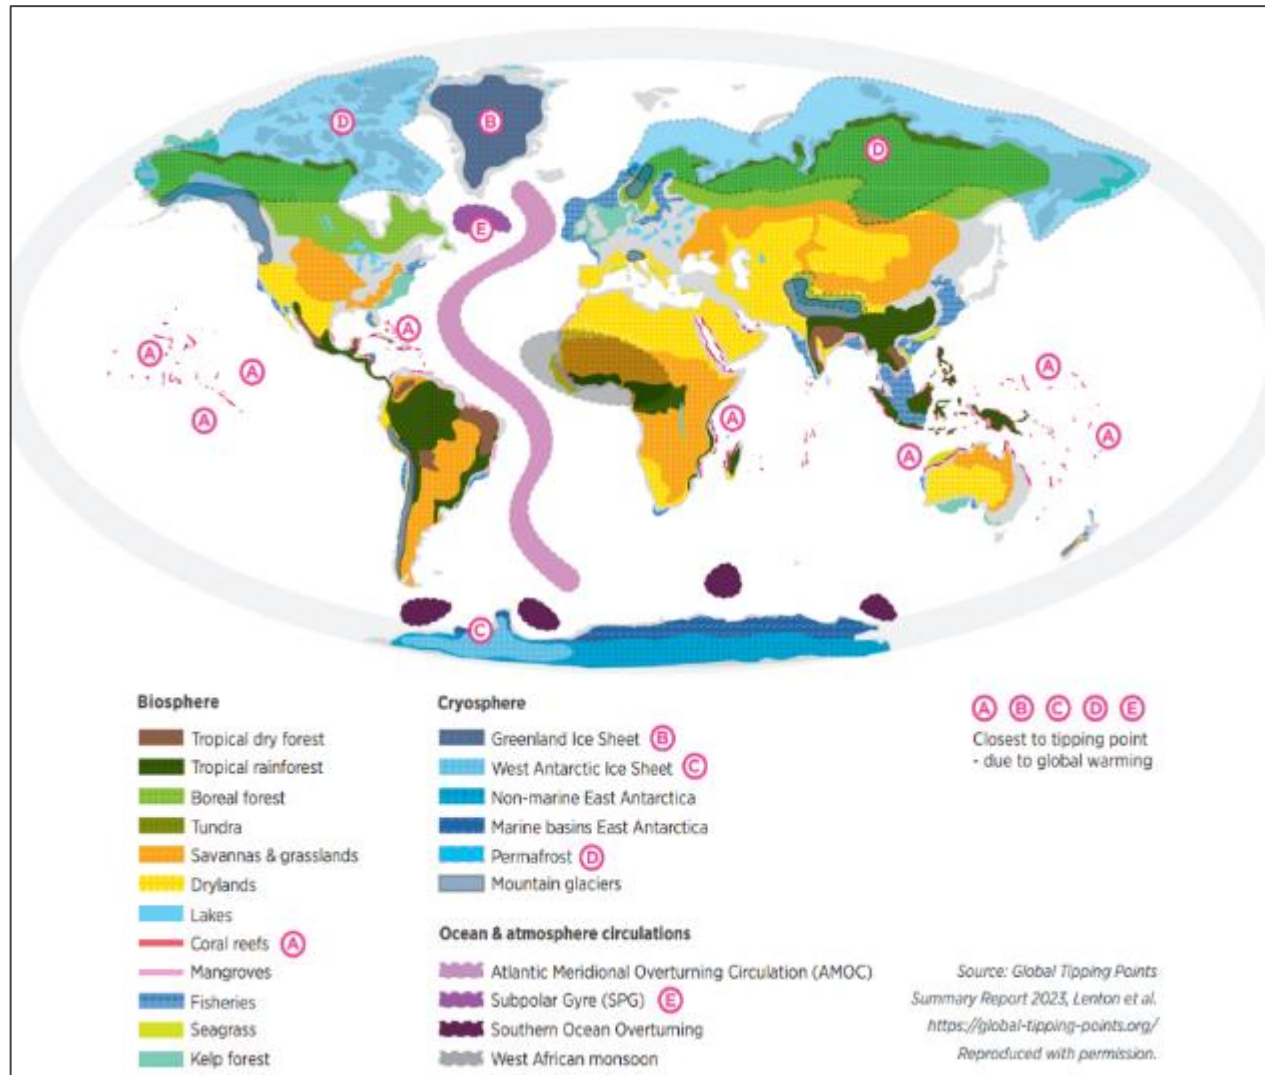 D
B
D
E
A
A
A
A
A
A
A
A
C
Biosphere
Tropical dry forest
Tropical rainforest
Boreal forest
Tundra
Savannas & grasslands
Drylands
Lakes
Coral reefs A
Mangroves
Fisheries
Seagrass
Kelp forest
Cryosphere
Greenland Ice Sheet B
West Antarctic Ice Sheet C
Non-marine East Antarctica
Marine basins East Antarctica
Permafrost D
Mountain glaciers
Ocean & atmosphere circulations
Atlantic Meridional Overturning Circulation (AMOC)
Subpolar Gyre (SPG) E
Southern Ocean Overturning
West African monsoon
A B C D E
Closest to tipping point
- due to global warming
Source: Global Tipping Points
Summary Report 2023, Lenton et al.
https://global-tipping-points.org/
Reproduced with permission.